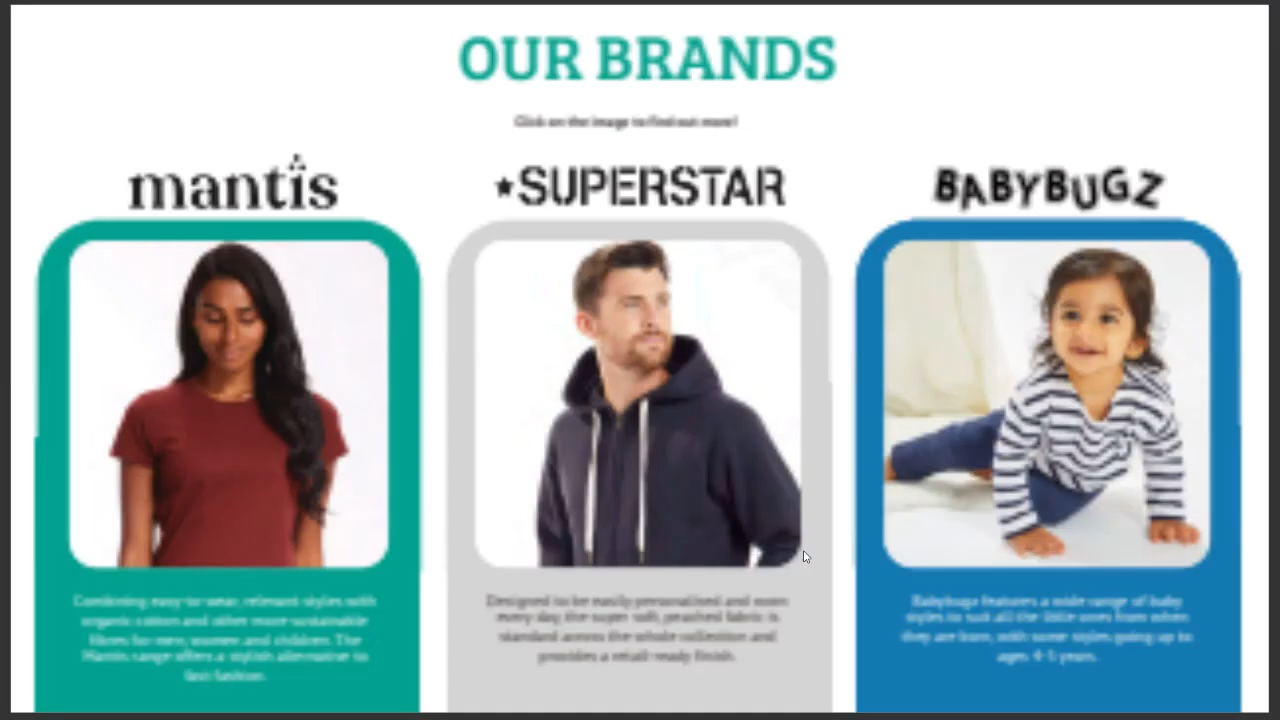 OUR BRANDS
Click on the image to find out more!
mantis
★SUPERSTAR
BABYBUGZ
Combining easy-to-wear, relevant styles with
organic cotton and other more sustainable
fibres for men, women and children. The
Mantis range offers a stylish alternative to
fast fashion.
Designed to be easily personalised and worn
every day, the super soft, peached fabric is
standard across the whole collection and
provides a retail-ready finish.
Babybugz features a wide range of baby
styles to suit all the little ones from when
they are born, with some styles going up to
ages 4-5 years.